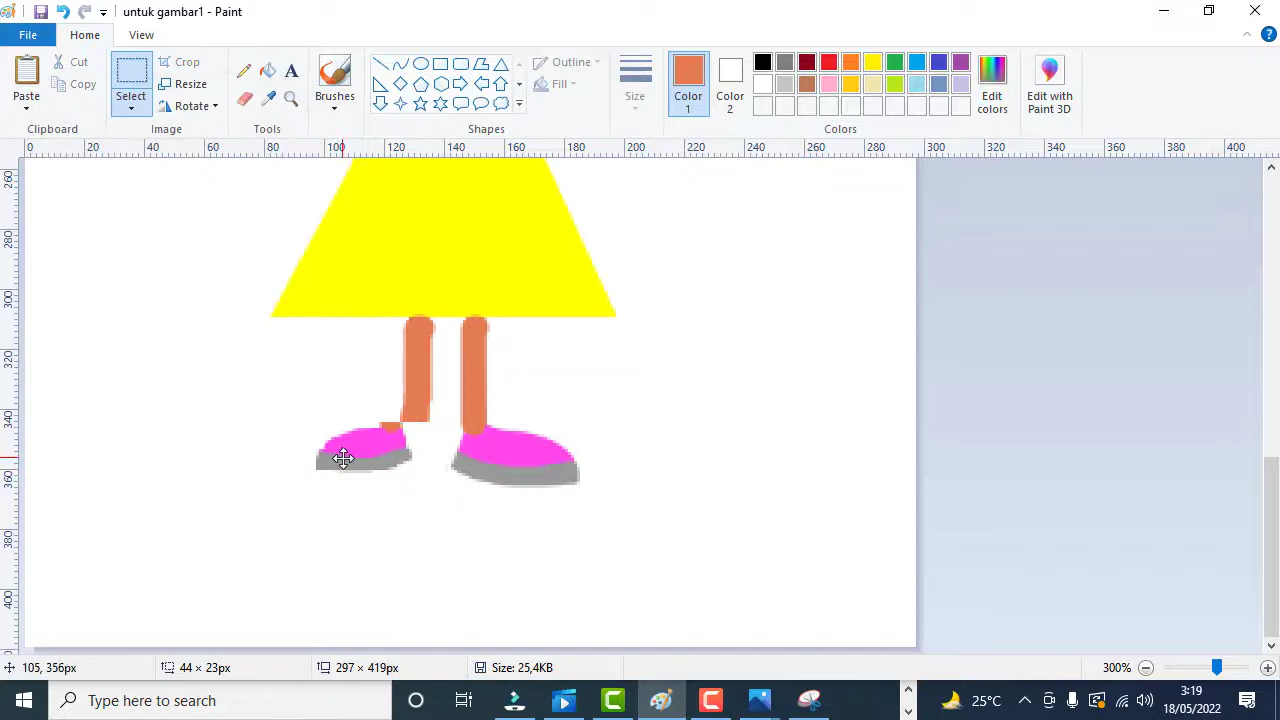 untuk gambar1 - Paint
File Home View
Paste Cut Copy
Clipboard
Select Crop Resize Rotate
Image
A
Tools
Brushes
Outline Fill
Shapes
Size
Color 1
Color 2
Edit colors
Colors
Edit with Paint 3D
0 20 40 60 80 100 120 140 160 180 200 220 240 260 280 300 320 340 360 380 400
260
280
300
320
340
360
380
400
105, 356px 44 × 23px 297 × 419px Size: 25,4KB 300%
Type here to search
25°C
3:19
18/05/2022